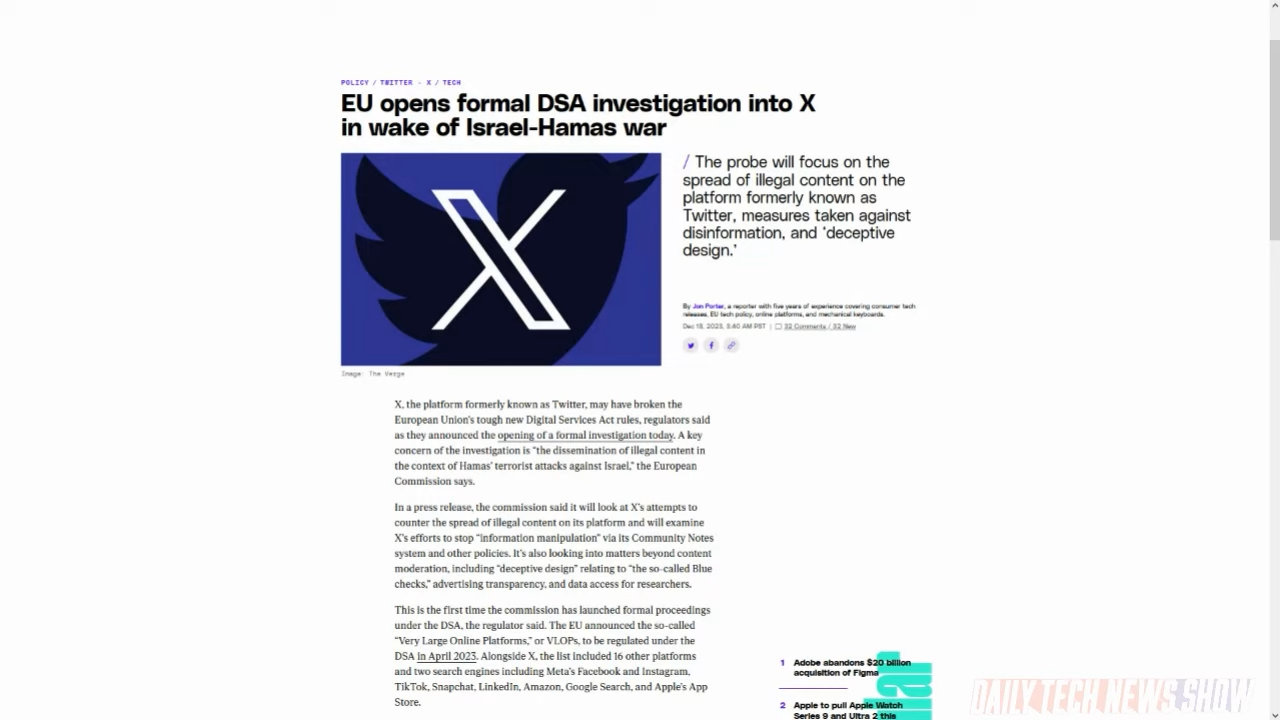 POLICY / TWITTER - X / TECH
EU opens formal DSA investigation into X
in wake of Israel-Hamas war
/ The probe will focus on the
spread of illegal content on the
platform formerly known as
Twitter, measures taken against
disinformation, and ‘deceptive
design.’
By Jon Porter, a reporter with five years of experience covering consumer tech
releases, EU tech policy, online platforms, and mechanical keyboards.
Dec 18, 2023, 5:40 AM PST | 52 Comments / 52 New
Image: The Verge
X, the platform formerly known as Twitter, may have broken the
European Union’s tough new Digital Services Act rules, regulators said
as they announced the opening of a formal investigation today. A key
concern of the investigation is “the dissemination of illegal content in
the context of Hamas’ terrorist attacks against Israel,” the European
Commission says.
In a press release, the commission said it will look at X’s attempts to
counter the spread of illegal content on its platform and will examine
X’s efforts to stop “information manipulation” via its Community Notes
system and other policies. It’s also looking into matters beyond content
moderation, including “deceptive design” relating to “the so-called Blue
checks,” advertising transparency, and data access for researchers.
This is the first time the commission has launched formal proceedings
under the DSA, the regulator said. The EU announced the so-called
“Very Large Online Platforms,” or VLOPs, to be regulated under the
DSA in April 2023. Alongside X, the list included 16 other platforms
and two search engines including Meta’s Facebook and Instagram,
TikTok, Snapchat, LinkedIn, Amazon, Google Search, and Apple’s App
Store.
1 Adobe abandons $20 billion
acquisition of Figma
2 Apple to pull Apple Watch
Series 9 and Ultra 2 this
DAILY TECH NEWS SHOW